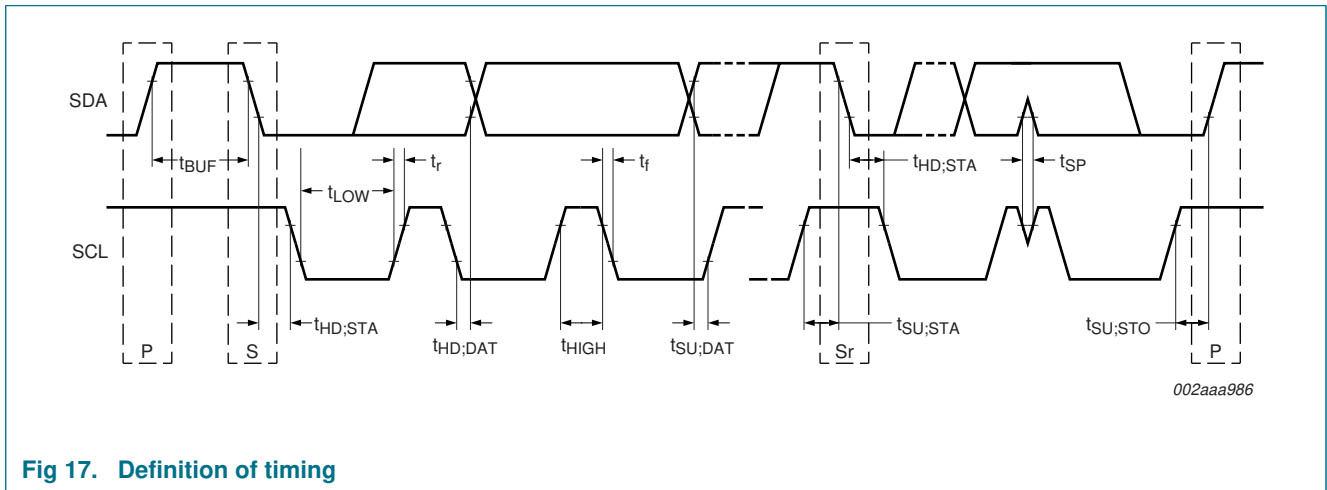 SDA
tBUF
tLOW
tr
tf
tHD;STA
tSP
SCL
tHD;STA
tHD;DAT
tHIGH
tSU;DAT
tSU;STA
tSU;STO
P
S
Sr
P
002aaa986
Fig 17. Definition of timing